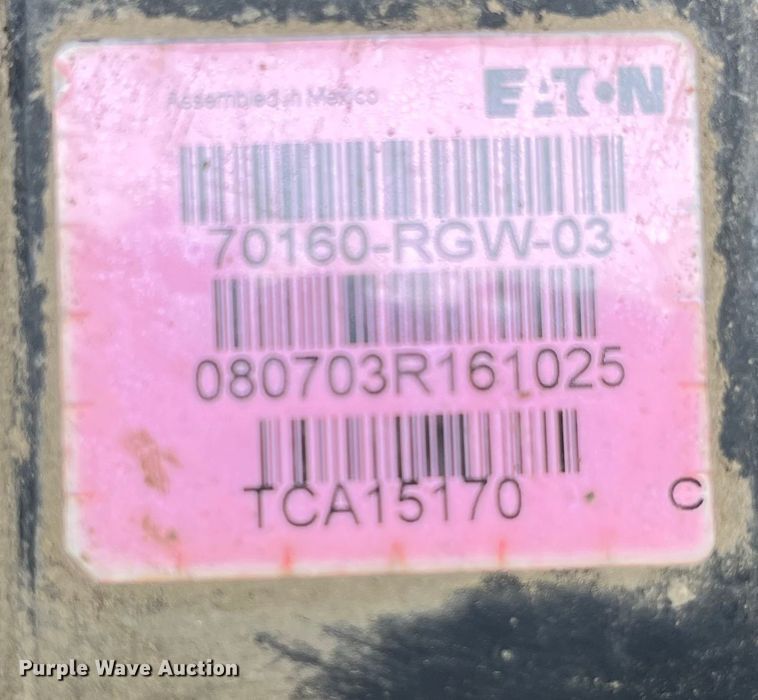 Assembled in Mexico
EATON
70160-RGW-03
080703R161025
TCA15170
C
Purple Wave Auction